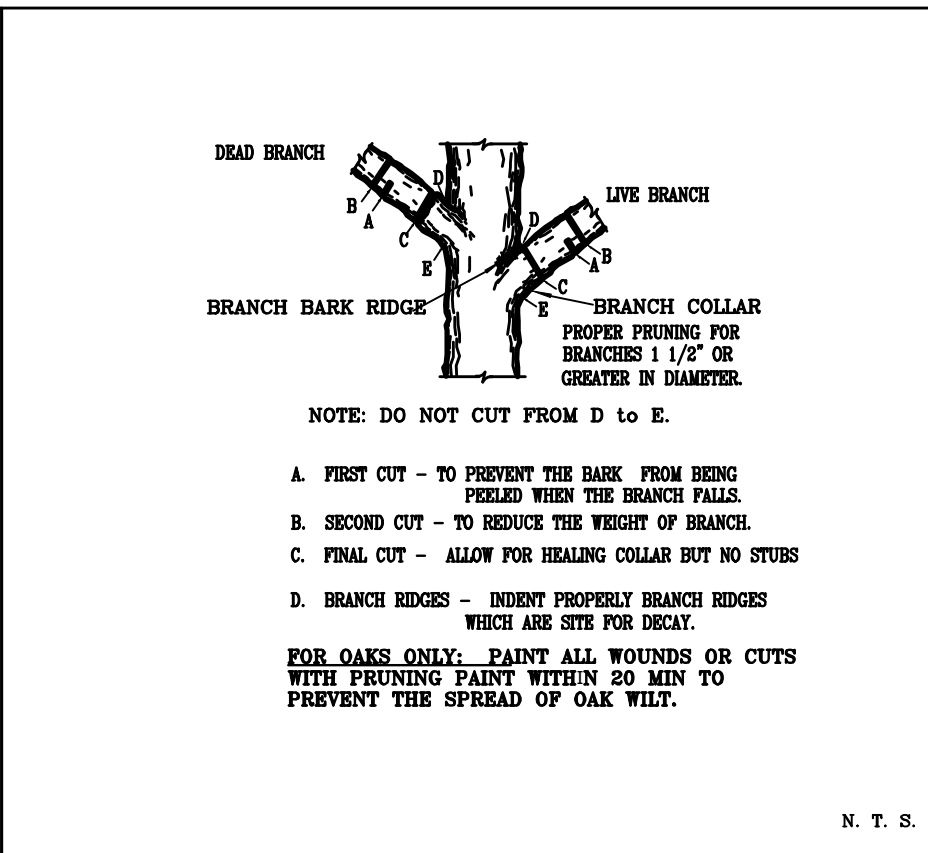 DEAD BRANCH
D
LIVE BRANCH
B
A
D
C
B
E
A
C
BRANCH BARK RIDGE
E
BRANCH COLLAR
PROPER PRUNING FOR
BRANCHES 1 1/2" OR
GREATER IN DIAMETER.
NOTE: DO NOT CUT FROM D to E.
A. FIRST CUT - TO PREVENT THE BARK FROM BEING
PEELED WHEN THE BRANCH FALLS.
B. SECOND CUT - TO REDUCE THE WEIGHT OF BRANCH.
C. FINAL CUT - ALLOW FOR HEALING COLLAR BUT NO STUBS
D. BRANCH RIDGES - INDENT PROPERLY BRANCH RIDGES
WHICH ARE SITE FOR DECAY.
FOR OAKS ONLY: PAINT ALL WOUNDS OR CUTS
WITH PRUNING PAINT WITHIN 20 MIN TO
PREVENT THE SPREAD OF OAK WILT.
N. T. S.